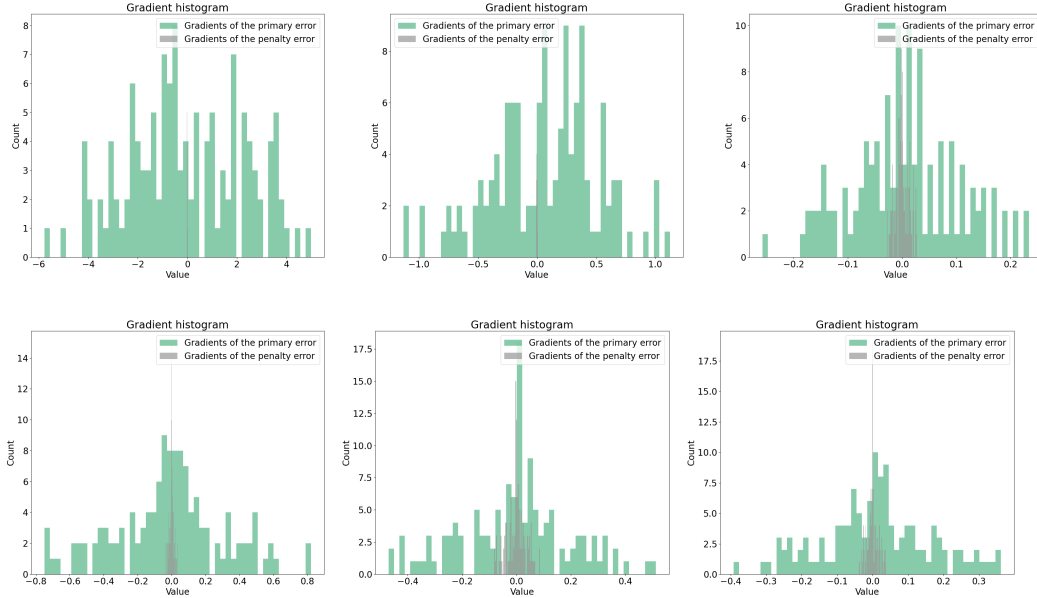 Gradient histogram
Gradients of the primary error
Gradients of the penalty error
Count
8
7
6
5
4
3
2
1
0
−6 −4 −2 0 2 4
Value
Gradient histogram
Gradients of the primary error
Gradients of the penalty error
Count
8
6
4
2
0
−1.0 −0.5 0.0 0.5 1.0
Value
Gradient histogram
Gradients of the primary error
Gradients of the penalty error
Count
10
8
6
4
2
0
−0.2 −0.1 0.0 0.1 0.2
Value
Gradient histogram
Gradients of the primary error
Gradients of the penalty error
Count
14
12
10
8
6
4
2
0
−0.8 −0.6 −0.4 −0.2 0.0 0.2 0.4 0.6 0.8
Value
Gradient histogram
Gradients of the primary error
Gradients of the penalty error
Count
17.5
15.0
12.5
10.0
7.5
5.0
2.5
0.0
−0.4 −0.2 0.0 0.2 0.4
Value
Gradient histogram
Gradients of the primary error
Gradients of the penalty error
Count
17.5
15.0
12.5
10.0
7.5
5.0
2.5
0.0
−0.4 −0.3 −0.2 −0.1 0.0 0.1 0.2 0.3
Value